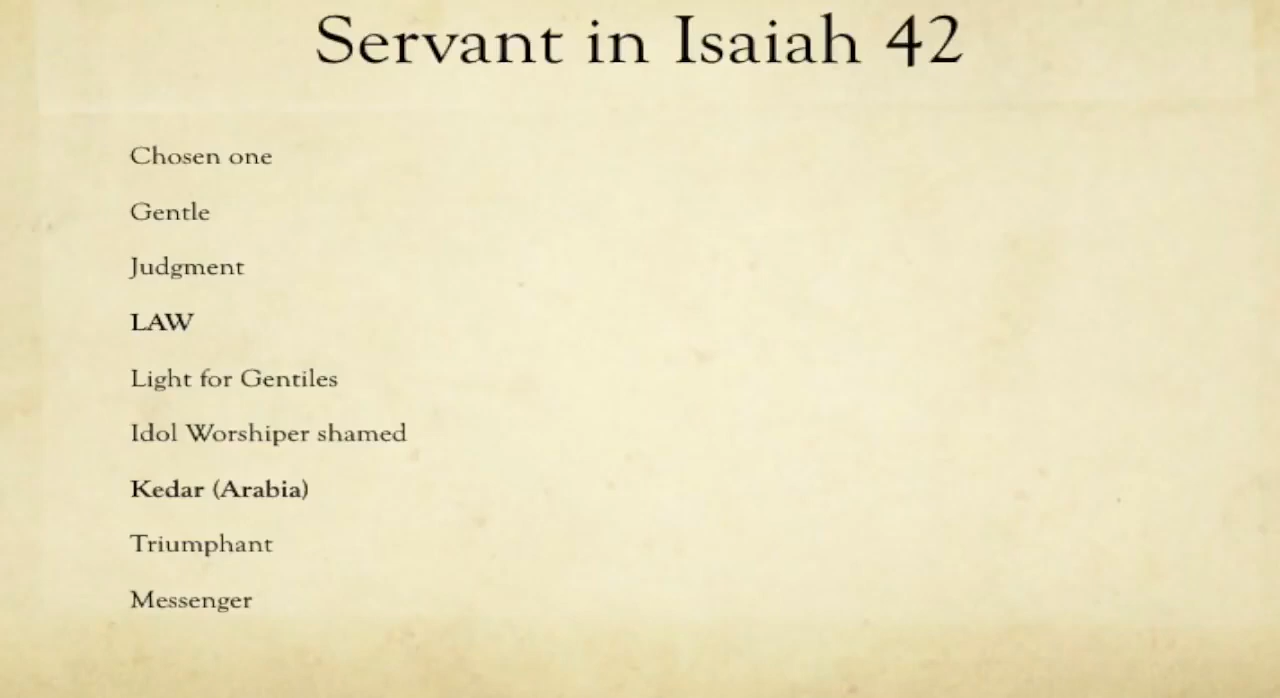 Servant in Isaiah 42
Chosen one
Gentle
Judgment
LAW
Light for Gentiles
Idol Worshiper shamed
Kedar (Arabia)
Triumphant
Messenger